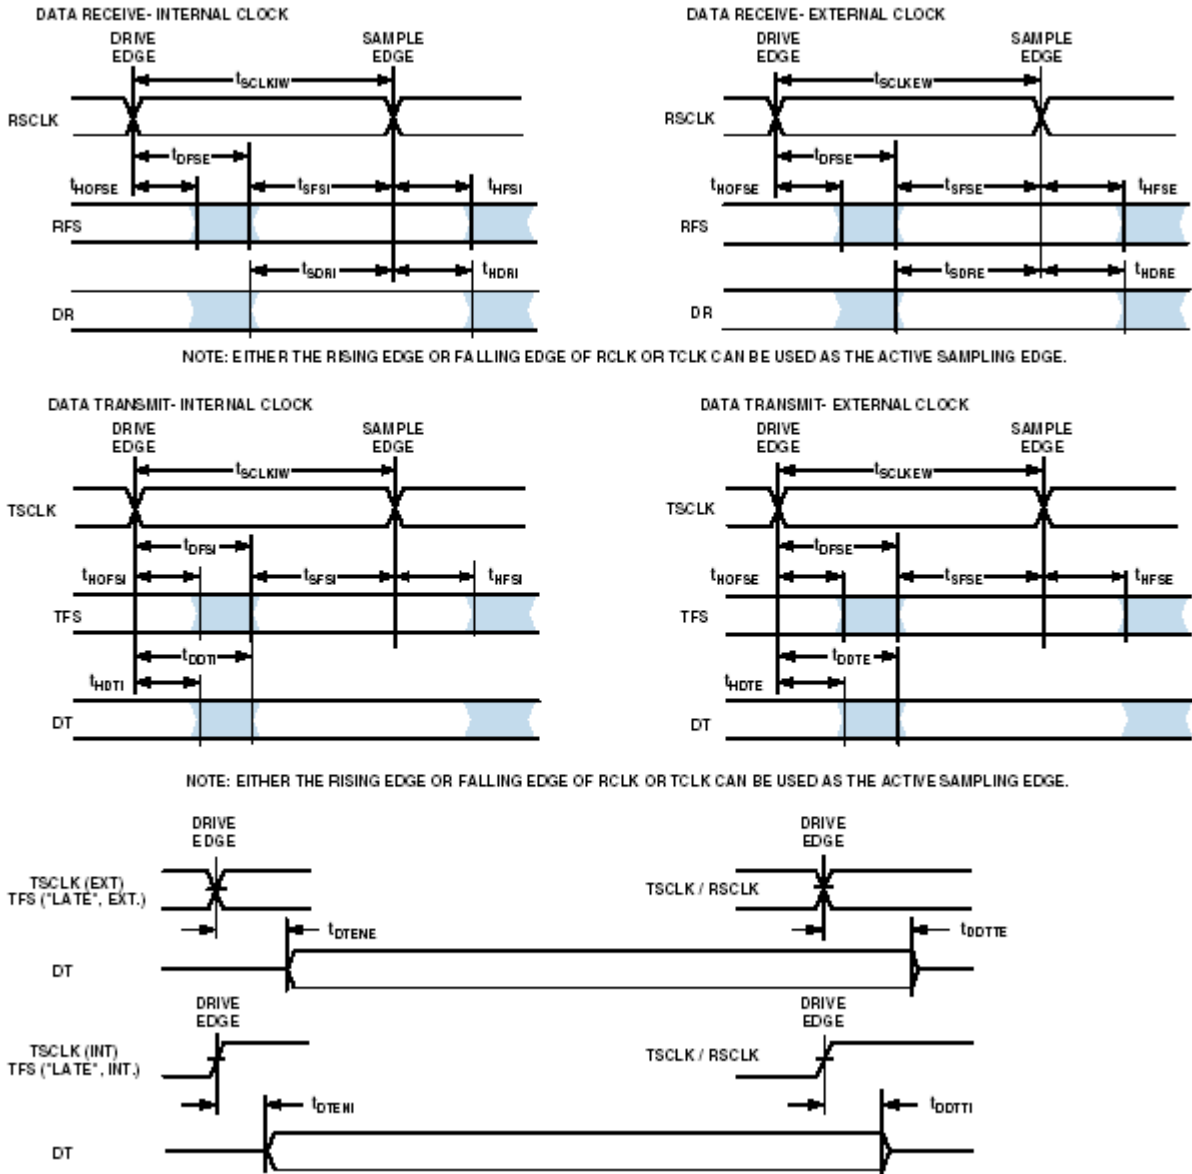 DATA RECEIVE- INTERNAL CLOCK
DRIVE EDGE
SAMPLE EDGE
tSCLKIW
RSCLK
tDFSE
tHOFSE
tSFSI
tHFSI
RFS
tSDRI
tHDRI
DR
DATA RECEIVE- EXTERNAL CLOCK
DRIVE EDGE
SAMPLE EDGE
tSCLKEW
RSCLK
tDFSE
tHOFSE
tSFSE
tHFSE
RFS
tSDRE
tHDRE
DR
NOTE: EITHER THE RISING EDGE OR FALLING EDGE OF RCLK OR TCLK CAN BE USED AS THE ACTIVE SAMPLING EDGE.
DATA TRANSMIT- INTERNAL CLOCK
DRIVE EDGE
SAMPLE EDGE
tSCLKIW
TSCLK
tDFSI
tHOFSI
tSFSI
tHFSI
TFS
tDDTI
tHDTI
DT
DATA TRANSMIT- EXTERNAL CLOCK
DRIVE EDGE
SAMPLE EDGE
tSCLKEW
TSCLK
tDFSE
tHOFSE
tSFSE
tHFSE
TFS
tDDTE
tHDTE
DT
NOTE: EITHER THE RISING EDGE OR FALLING EDGE OF RCLK OR TCLK CAN BE USED AS THE ACTIVE SAMPLING EDGE.
DRIVE EDGE
DRIVE EDGE
TSCLK (EXT)
TFS ("LATE", EXT.)
TSCLK / RSCLK
tDTENE
tDDTTE
DT
DRIVE EDGE
DRIVE EDGE
TSCLK (INT)
TFS ("LATE", INT.)
TSCLK / RSCLK
tDTENI
tDDTTI
DT